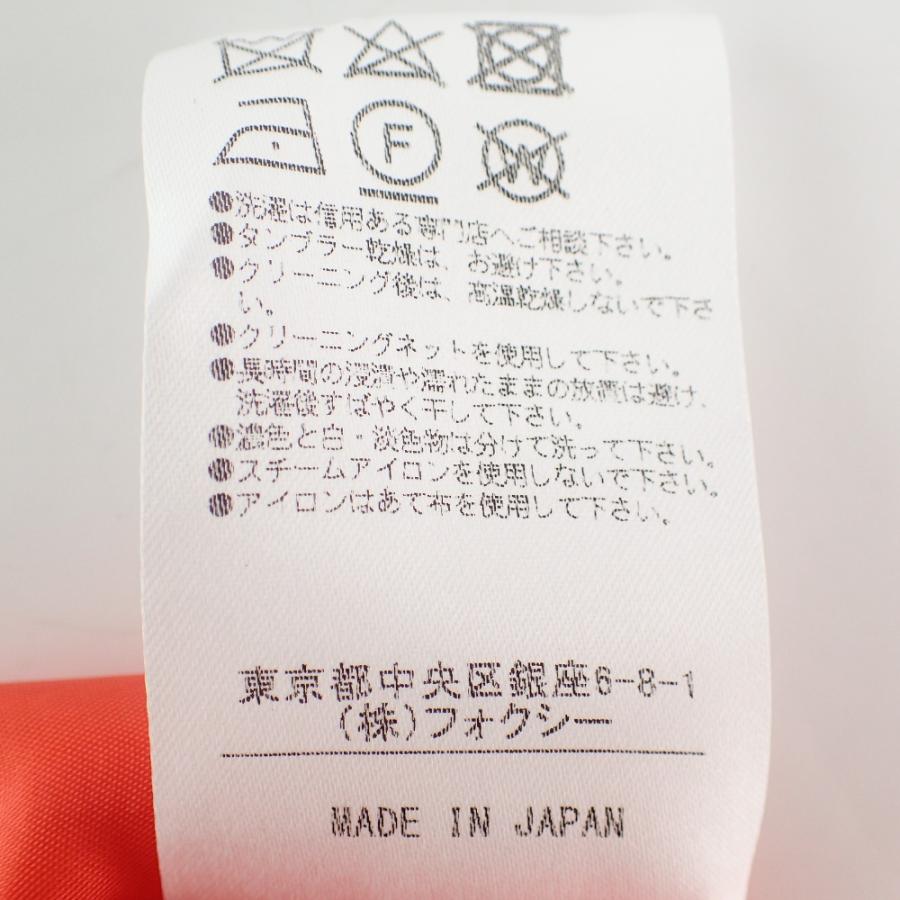 F W
●洗濯は信用ある専門店へご相談下さい。
●タンブラー乾燥は、お避け下さい。
●クリーニング後は、高温乾燥しないで下さ
い。
●クリーニングネットを使用して下さい。
●長時間の浸漬や濡れたままの放置は避け、
洗濯後すばやく干して下さい。
●濃色と白・淡色物は分けて洗って下さい。
●スチームアイロンを使用しないで下さい。
●アイロンはあて布を使用して下さい。
東京都中央区銀座6-8-1
(株)フォクシー
MADE IN JAPAN